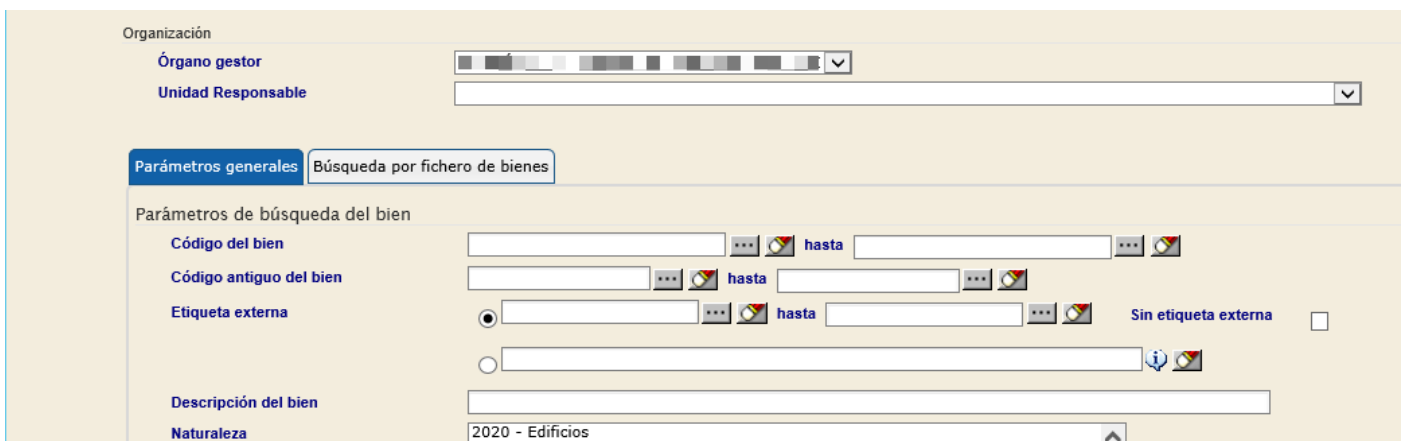 Organización
Órgano gestor
Unidad Responsable
Parámetros generales Búsqueda por fichero de bienes
Parámetros de búsqueda del bien
Código del bien hasta
Código antiguo del bien hasta
Etiqueta externa hasta Sin etiqueta externa
Descripción del bien
Naturaleza 2020 - Edificios